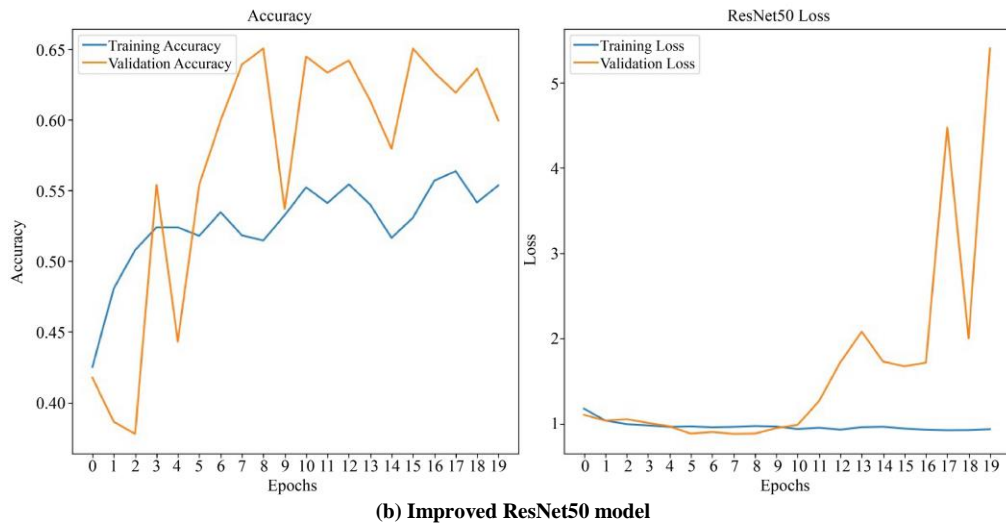 Accuracy
Training Accuracy
Validation Accuracy
0.65
0.60
0.55
0.50
0.45
0.40
Accuracy
0 1 2 3 4 5 6 7 8 9 10 11 12 13 14 15 16 17 18 19
Epochs
ResNet50 Loss
Training Loss
Validation Loss
5
4
3
2
1
Loss
0 1 2 3 4 5 6 7 8 9 10 11 12 13 14 15 16 17 18 19
Epochs
(b) Improved ResNet50 model